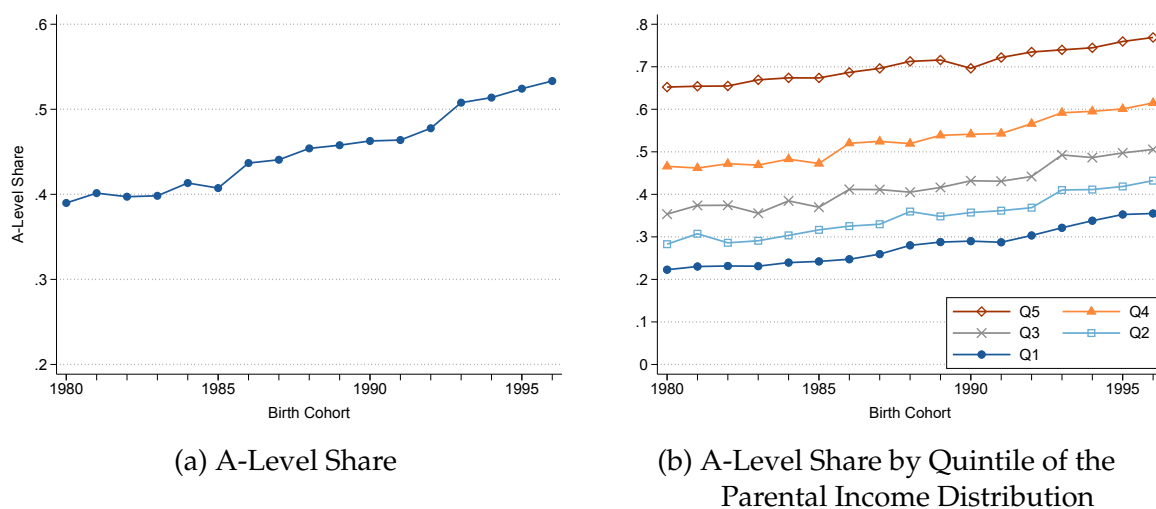 .6
.5
.4
.3
.2
A-Level Share
1980
1985
1990
1995
Birth Cohort
(a) A-Level Share
.8
.7
.6
.5
.4
.3
.2
.1
0
Q5
Q4
Q3
Q2
Q1
1980
1985
1990
1995
Birth Cohort
(b) A-Level Share by Quintile of the
Parental Income Distribution